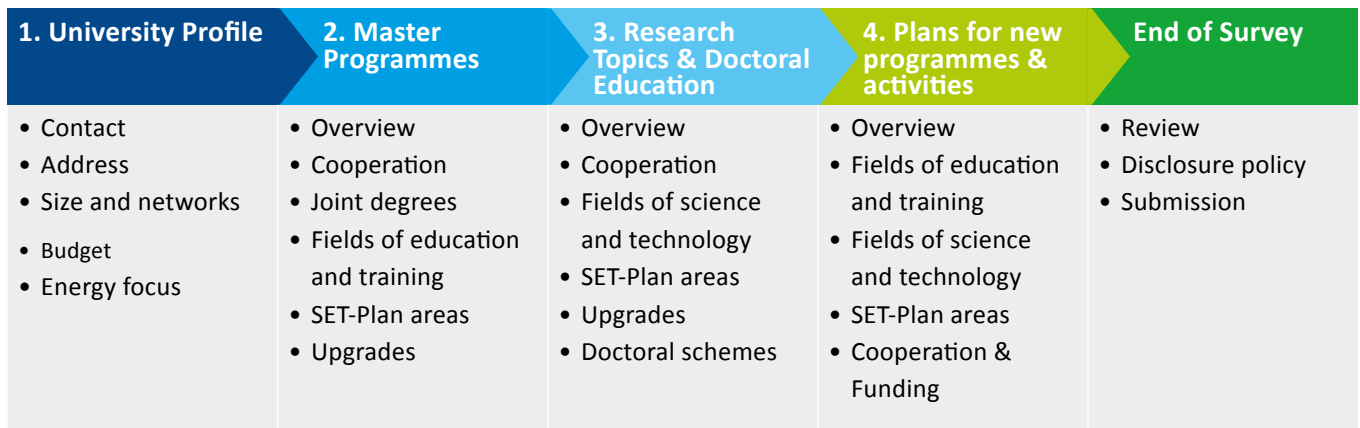 1. University Profile
2. Master
Programmes
3. Research
Topics & Doctoral
Education
4. Plans for new
programmes &
activities
End of Survey
• Contact
• Address
• Size and networks
• Budget
• Energy focus
• Overview
• Cooperation
• Joint degrees
• Fields of education
and training
• SET-Plan areas
• Upgrades
• Overview
• Cooperation
• Fields of science
and technology
• SET-Plan areas
• Upgrades
• Doctoral schemes
• Overview
• Fields of education
and training
• Fields of science
and technology
• SET-Plan areas
• Cooperation &
Funding
• Review
• Disclosure policy
• Submission